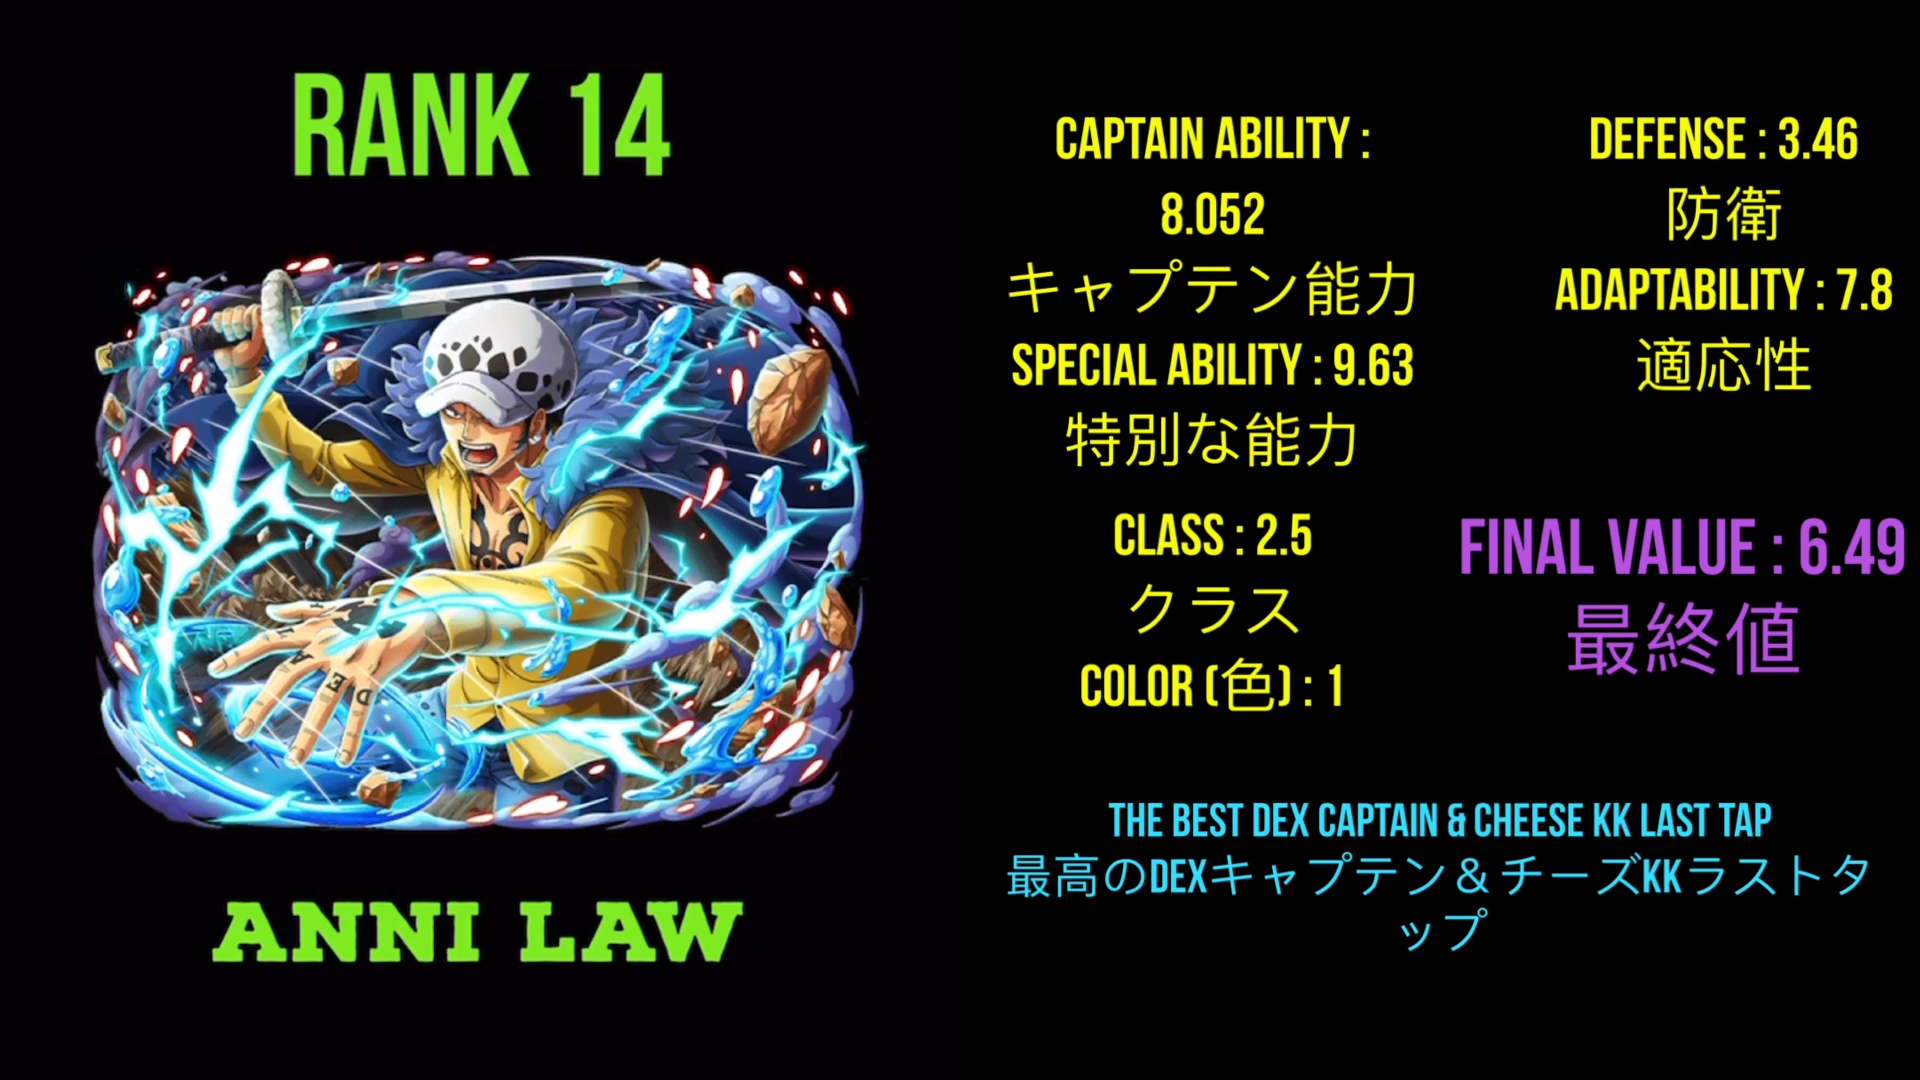 RANK 14
ANNI LAW
CAPTAIN ABILITY :
8.052
キャプテン能力
SPECIAL ABILITY : 9.63
特別な能力
CLASS : 2.5
クラス
COLOR (色) : 1
DEFENSE : 3.46
防衛
ADAPTABILITY : 7.8
適応性
FINAL VALUE : 6.49
最終値
THE BEST DEX CAPTAIN & CHEESE KK LAST TAP
最高のDEXキャプテン＆チーズKKラストタ
ップ